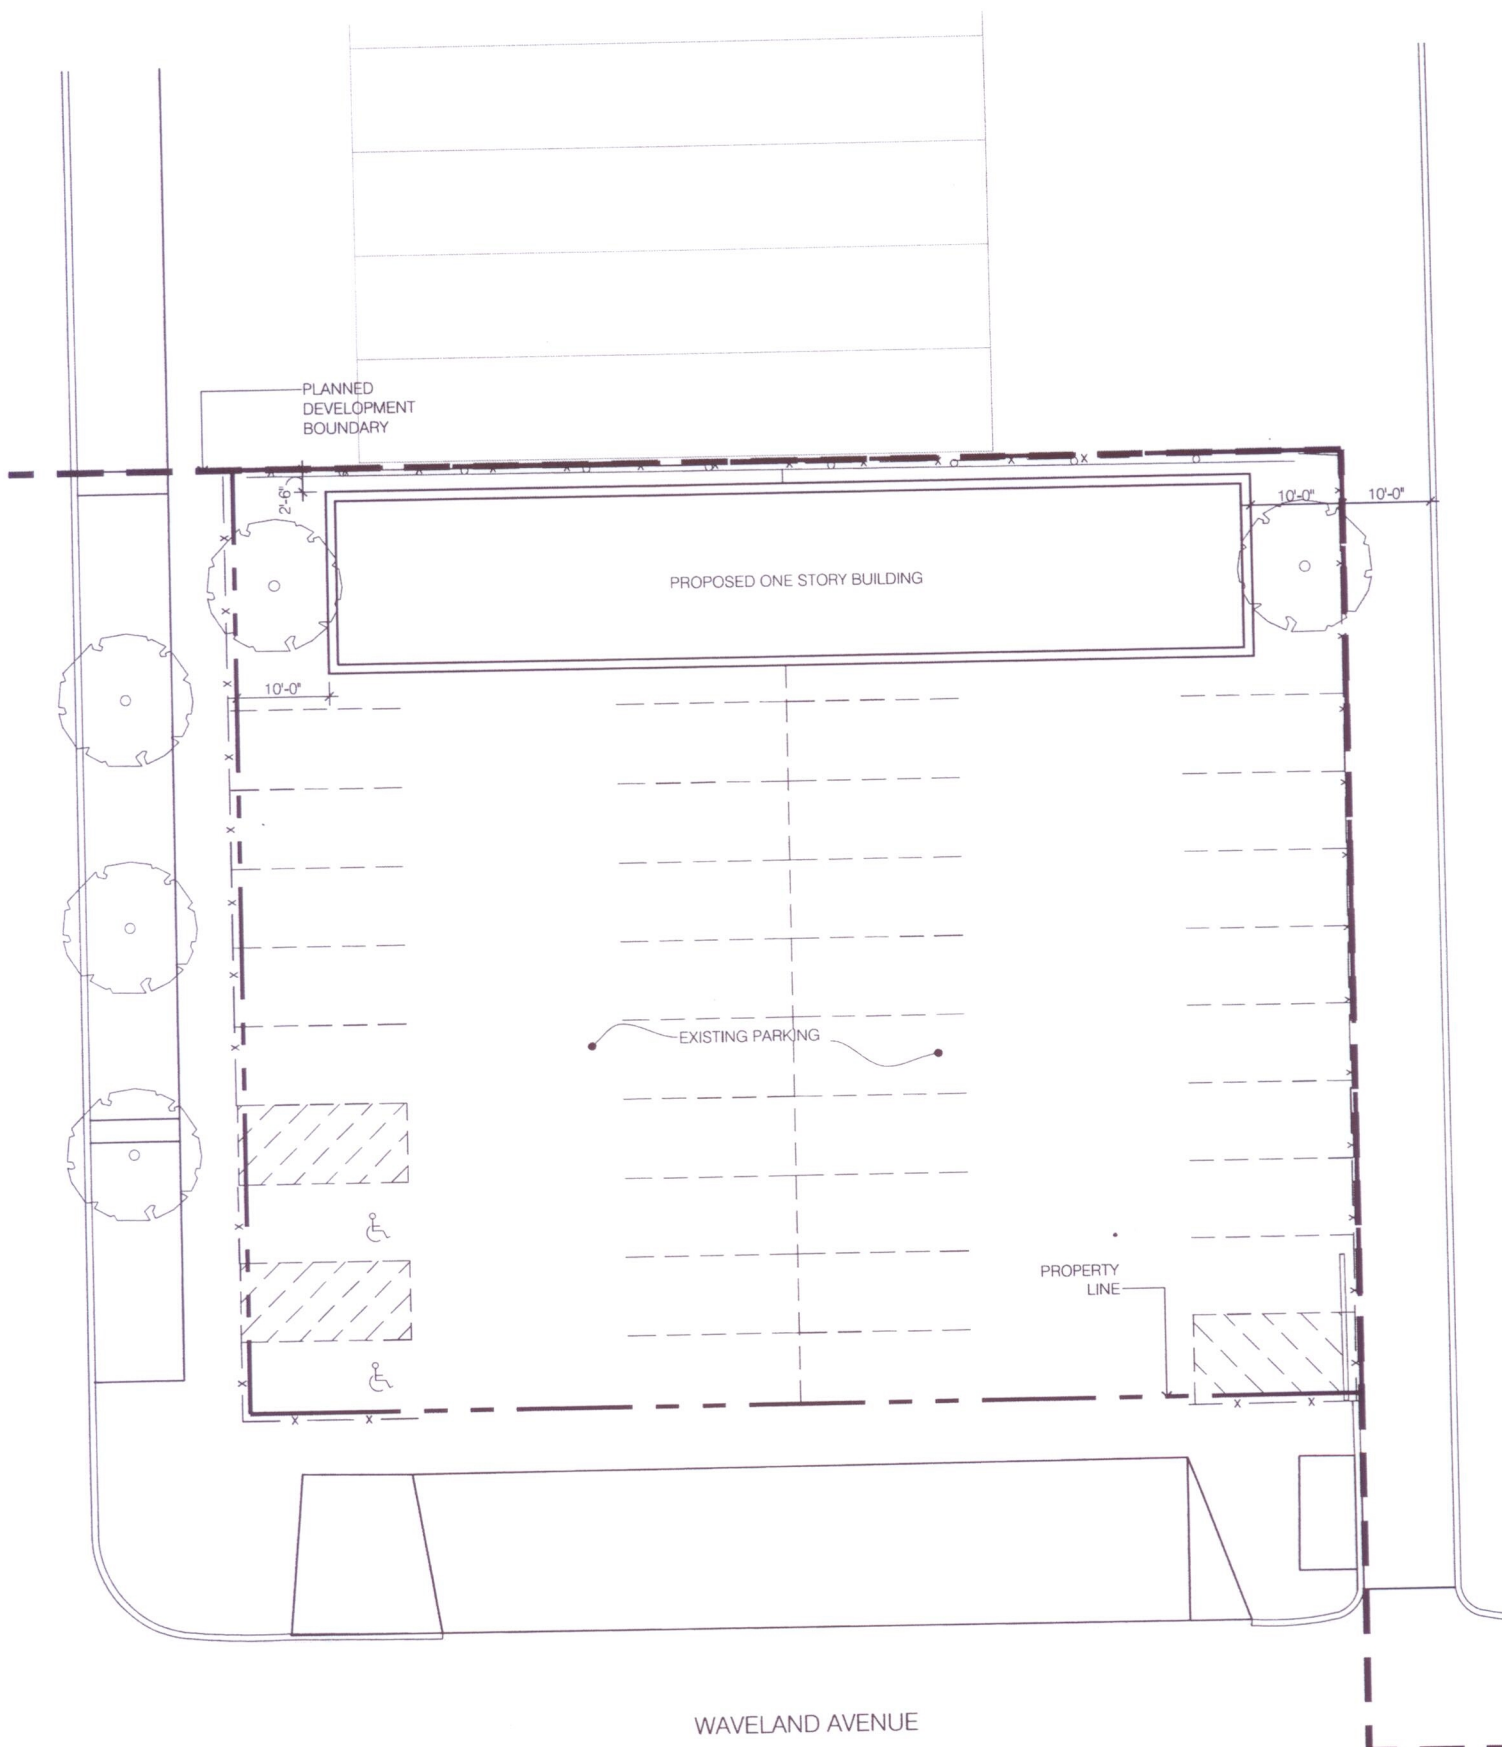 PLANNED
DEVELOPMENT
BOUNDARY
2'-6"
10'-0"
10'-0"
PROPOSED ONE STORY BUILDING
10'-0"
EXISTING PARKING
PROPERTY
LINE
WAVELAND AVENUE